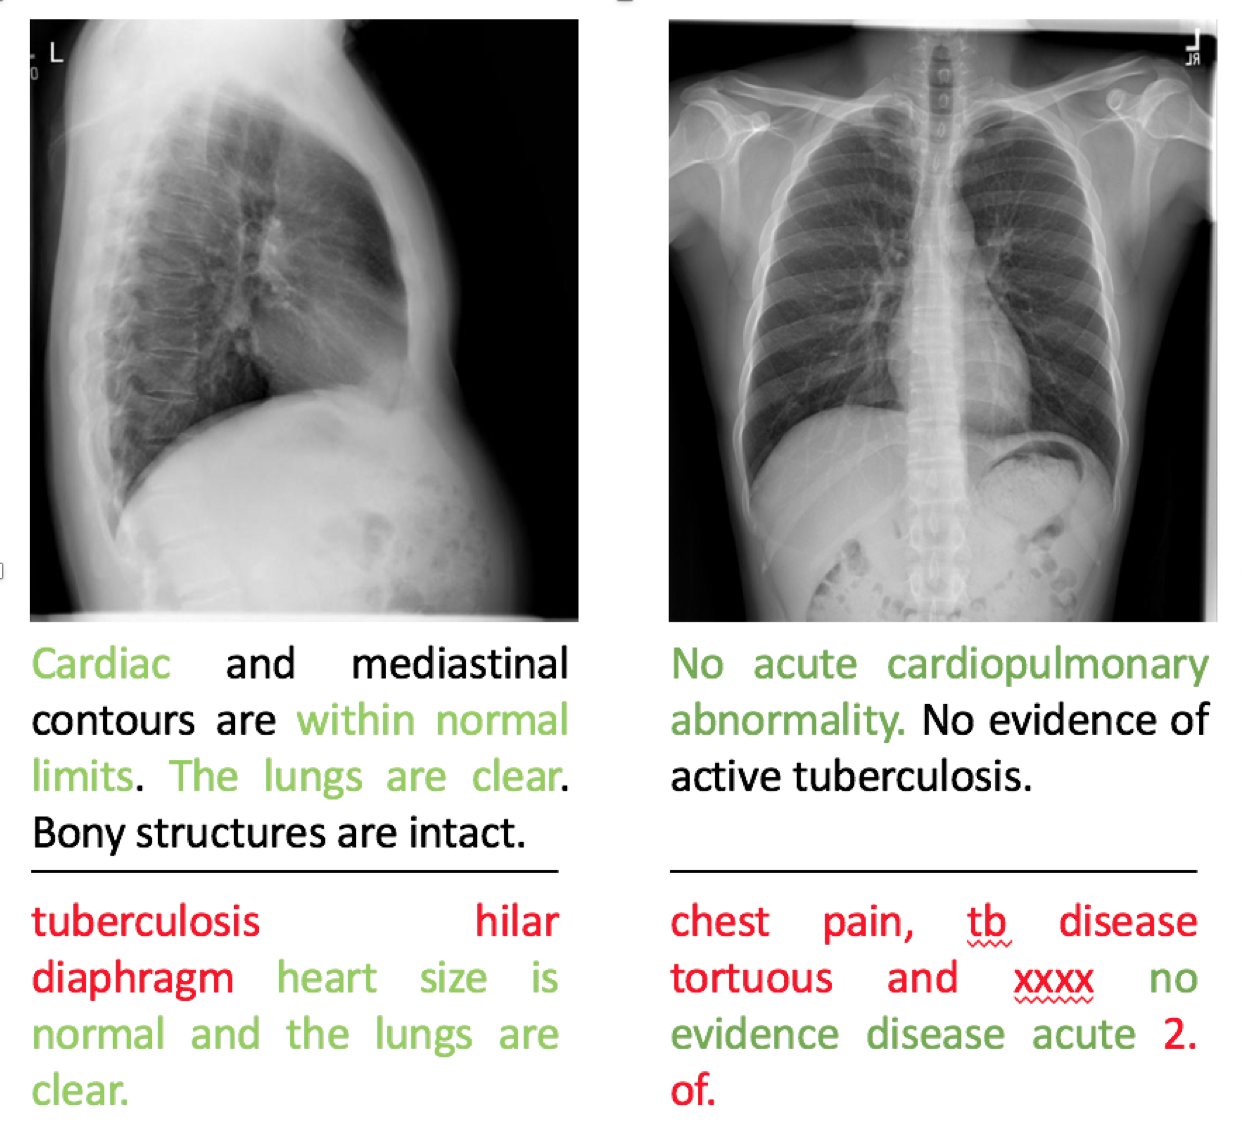 L
Cardiac and mediastinal
contours are within normal
limits. The lungs are clear.
Bony structures are intact.
tuberculosis hilar
diaphragm heart size is
normal and the lungs are
clear.
L
RL
No acute cardiopulmonary
abnormality. No evidence of
active tuberculosis.
chest pain, tb disease
tortuous and xxxx no
evidence disease acute 2.
of.